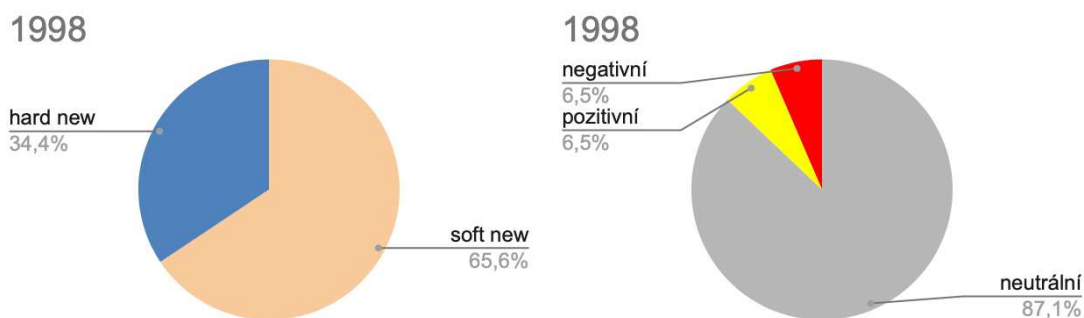 1998
hard new
34,4%
soft new
65,6%
1998
negativní
6,5%
pozitivní
6,5%
neutrální
87,1%